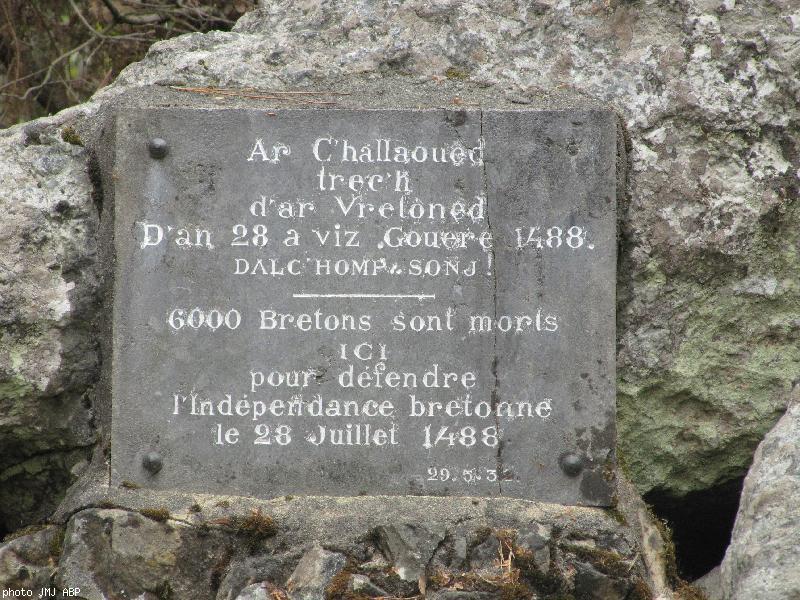 Ar C'hallaoued
trec'h
d'ar Vretoned
D'an 28 a viz Gouere 1488.
DALC'HOMP SONJ!
6000 Bretons sont morts
ICI
pour défendre
l'Indépendance bretonne
le 28 Juillet 1488
29.5.32
photo JMJ ABP